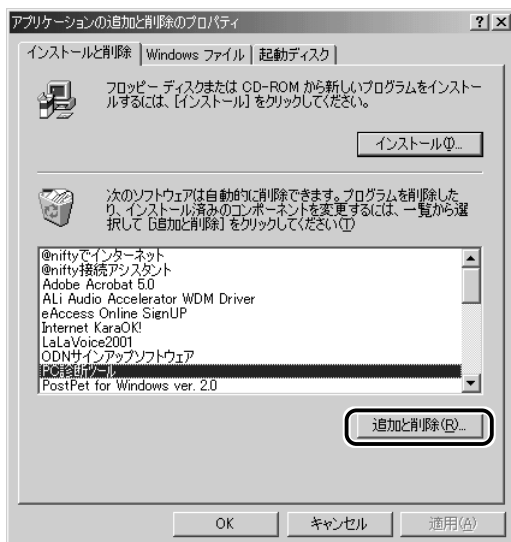 アプリケーションの追加と削除のプロパティ
インストールと削除
Windows ファイル
起動ディスク
フロッピー ディスクまたは CD-ROM から新しいプログラムをインストー
ルするには、[インストール] をクリックしてください。
インストール(I)...
次のソフトウェアは自動的に削除できます。プログラムを削除した
り、インストール済みのコンポーネントを変更するには、一覧から選
択して [追加と削除] をクリックしてください(T)
@niftyでインターネット
@nifty接続アシスタント
Adobe Acrobat 5.0
ALi Audio Accelerator WDM Driver
eAccess Online SignUP
Internet KaraOK!
LaLaVoice2001
ODNサインアップソフトウェア
PC診断ツール
PostPet for Windows ver. 2.0
追加と削除(R)...
OK
キャンセル
適用(A)